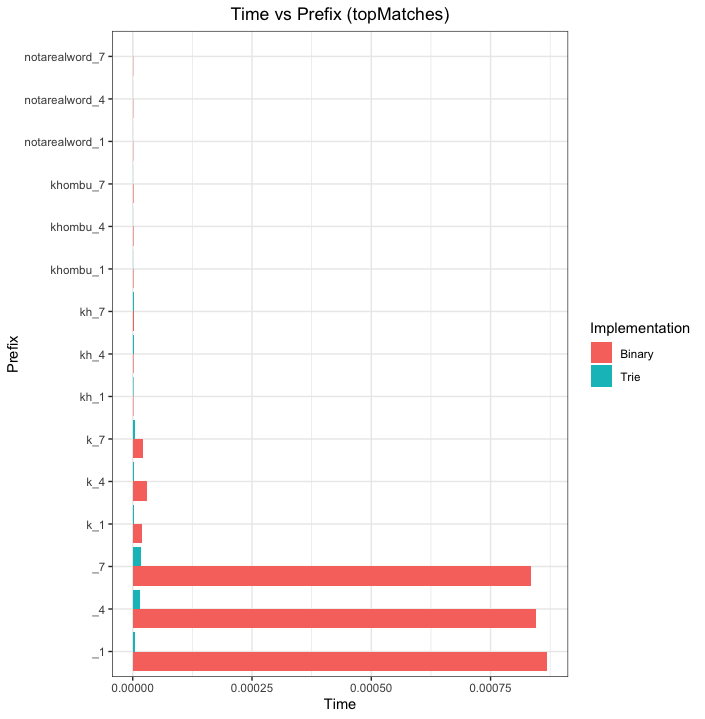 Time vs Prefix (topMatches)
notarealword_7
notarealword_4
notarealword_1
khombu_7
khombu_4
khombu_1
kh_7
kh_4
kh_1
k_7
k_4
k_1
_7
_4
_1
Prefix
0.00000 0.00025 0.00050 0.00075
Time
Implementation
Binary
Trie